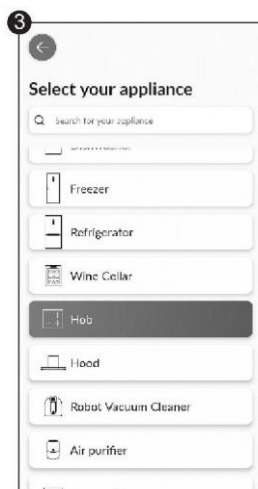 3
Select your appliance
Search for your appliance
Dishwasher
Freezer
Refrigerator
Wine Cellar
Hob
Hood
Robot Vacuum Cleaner
Air purifier